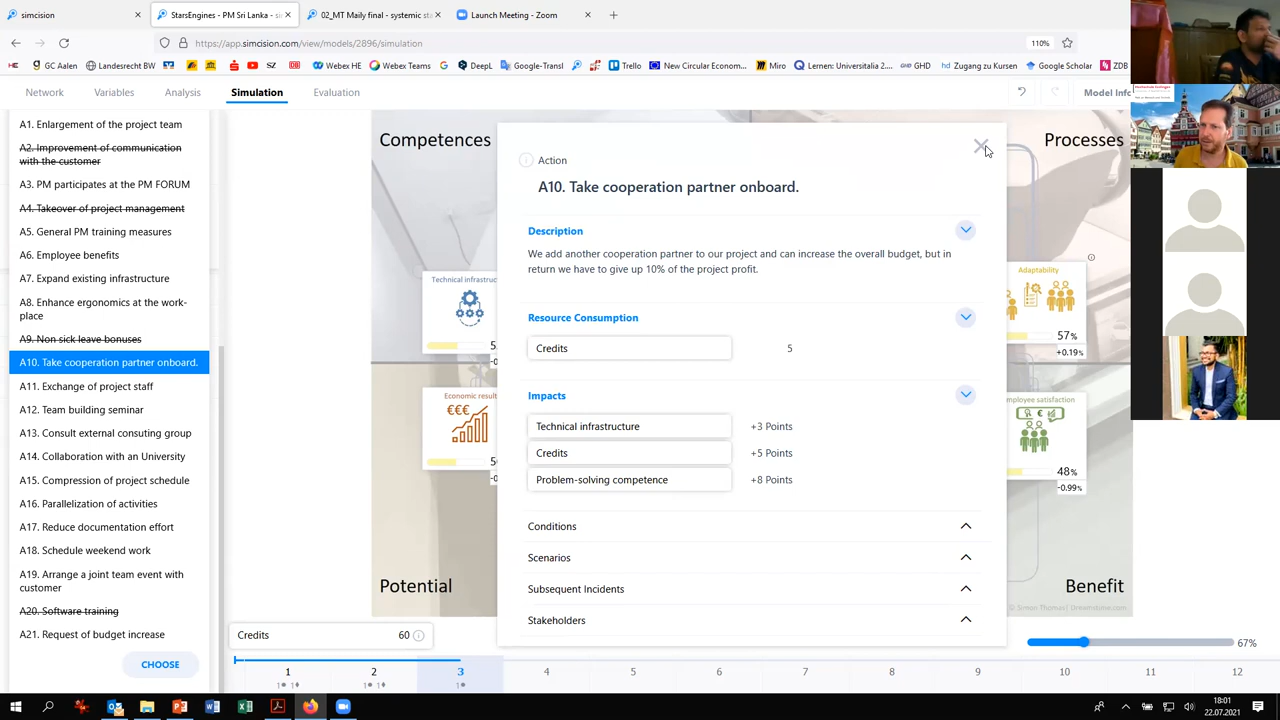 simcision
StarsEngines - PM Sri Lanka - si
02_MT Maily final - systemic sta
Launch Meeting - Zoom
https://app.simcision.com/view/models/2896/simulation
110%
GC Aalen
Landesrecht BW
SZ
Webex HE
Webex Teams
DeepL
Google-Transl
Trello
New Circular Econom...
Miro
Lernen: Universitalia 2....
GHD
Zugang zu Kursen
Google Scholar
ZDB
Network
Variables
Analysis
Simulation
Evaluation
Model Info
A1. Enlargement of the project team
A2. Improvement of communication
with the customer
A3. PM participates at the PM FORUM
A4. Takeover of project management
A5. General PM training measures
A6. Employee benefits
A7. Expand existing infrastructure
A8. Enhance ergonomics at the work-
place
A9. Non sick leave bonuses
A10. Take cooperation partner onboard.
A11. Exchange of project staff
A12. Team building seminar
A13. Consult external consuting group
A14. Collaboration with an University
A15. Compression of project schedule
A16. Parallelization of activities
A17. Reduce documentation effort
A18. Schedule weekend work
A19. Arrange a joint team event with
customer
A20. Software training
A21. Request of budget increase
CHOOSE
Competences
Technical infrastruc
Economic result
€€€
Potential
Action
A10. Take cooperation partner onboard.
Description
We add another cooperation partner to our project and can increase the overall budget, but in
return we have to give up 10% of the project profit.
Resource Consumption
Credits 5
Impacts
Technical infrastructure +3 Points
Credits +5 Points
Problem-solving competence +8 Points
Conditions
Scenarios
Subsequent Incidents
Stakeholders
Processes
Adaptability
57%
+0.19%
mployee satisfaction
48%
-0.99%
Benefit
© Simon Thomas | Dreamstime.com
Credits 60
67%
1 2 3 4 5 6 7 8 9 10 11 12
18:01
22.07.2021